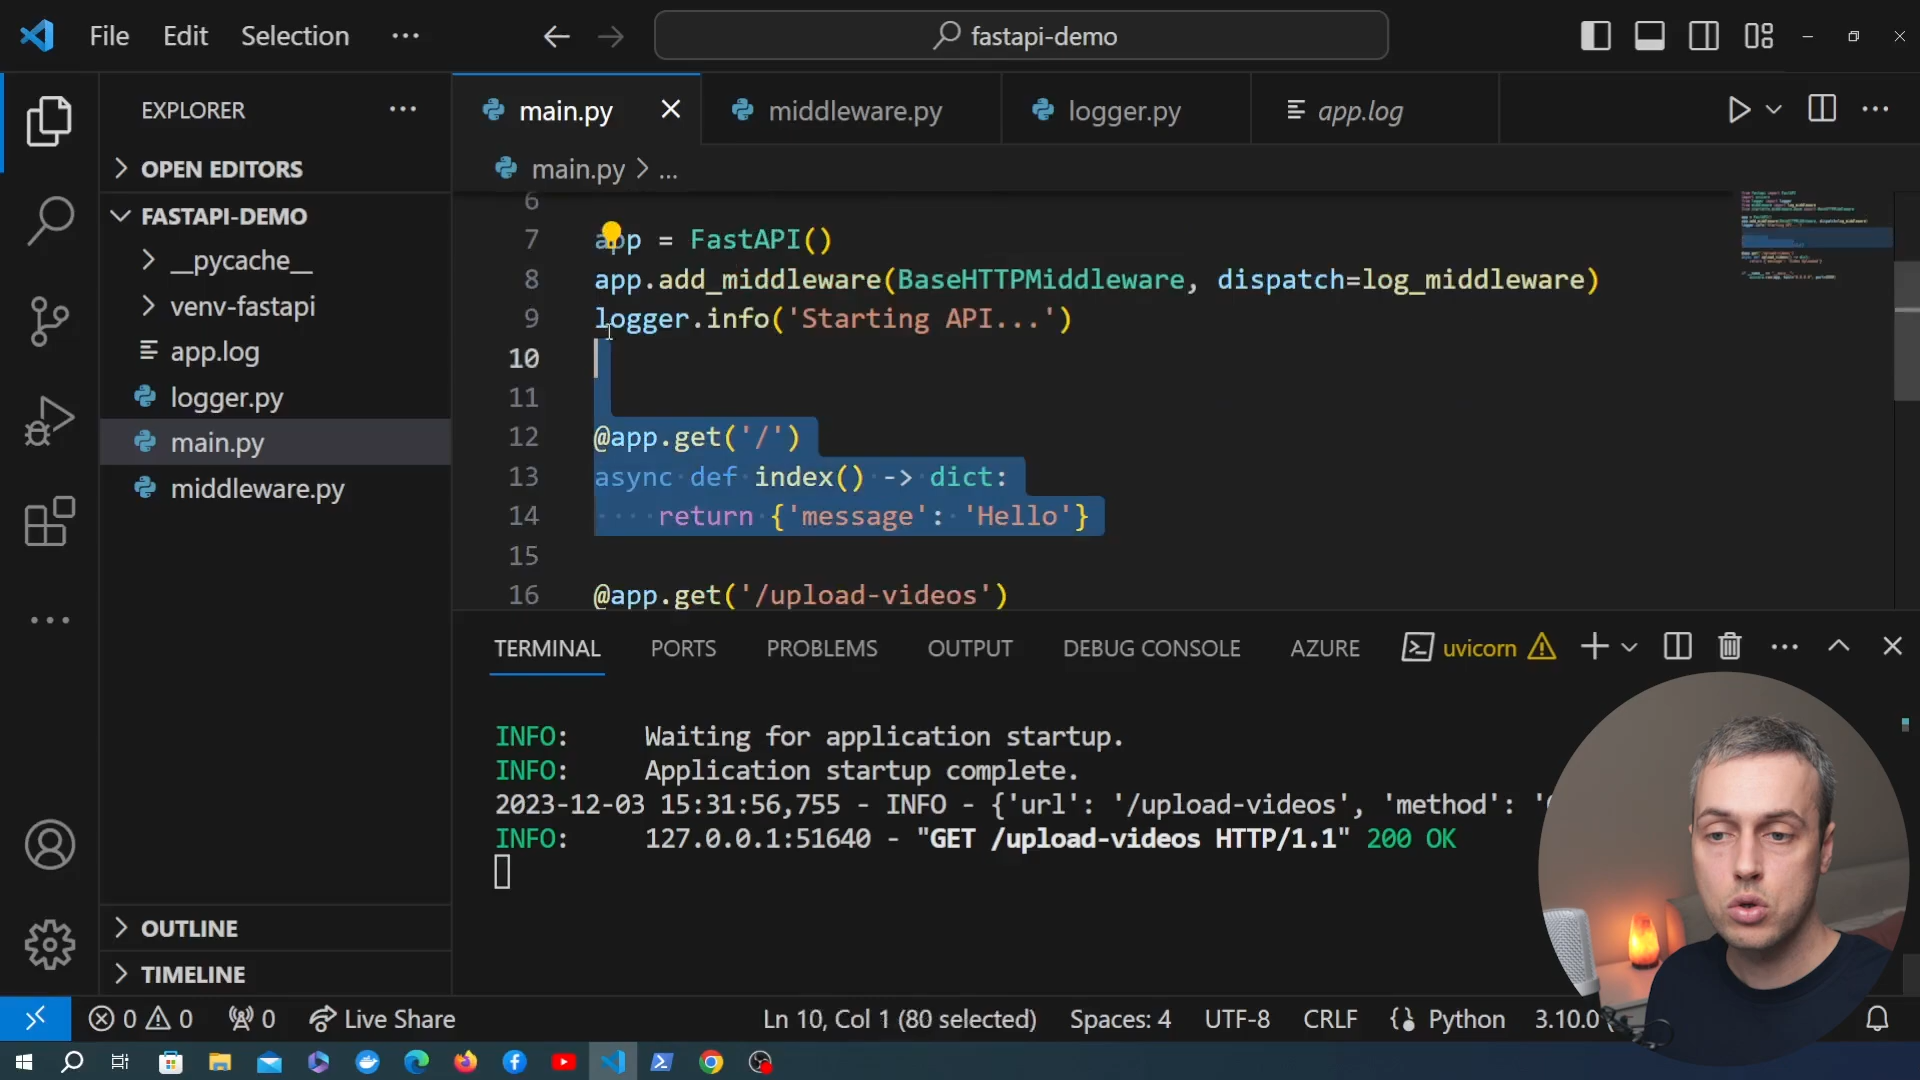 File Edit Selection ··· fastapi-demo
EXPLORER ···
main.py middleware.py logger.py app.log
OPEN EDITORS
main.py > ...
FASTAPI-DEMO
__pycache__
venv-fastapi
app.log
logger.py
main.py
middleware.py
6
7 app = FastAPI()
8 app.add_middleware(BaseHTTPMiddleware, dispatch=log_middleware)
9 logger.info('Starting API...')
10
11
12 @app.get('/')
13 async def index() -> dict:
14 return {'message': 'Hello'}
15
16 @app.get('/upload-videos')
TERMINAL PORTS PROBLEMS OUTPUT DEBUG CONSOLE AZURE uvicorn
INFO: Waiting for application startup.
INFO: Application startup complete.
2023-12-03 15:31:56,755 - INFO - {'url': '/upload-videos', 'method': '
INFO: 127.0.0.1:51640 - "GET /upload-videos HTTP/1.1" 200 OK
OUTLINE
TIMELINE
0 0 0 Live Share Ln 10, Col 1 (80 selected) Spaces: 4 UTF-8 CRLF Python 3.10.0